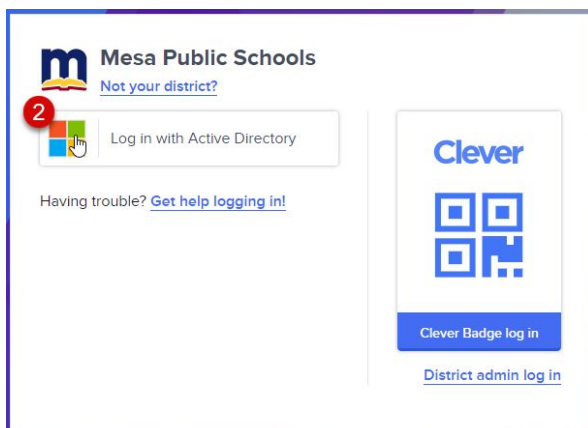 m
Mesa Public Schools
Not your district?
2
Log in with Active Directory
Having trouble? Get help logging in!
Clever
Clever Badge log in
District admin log in